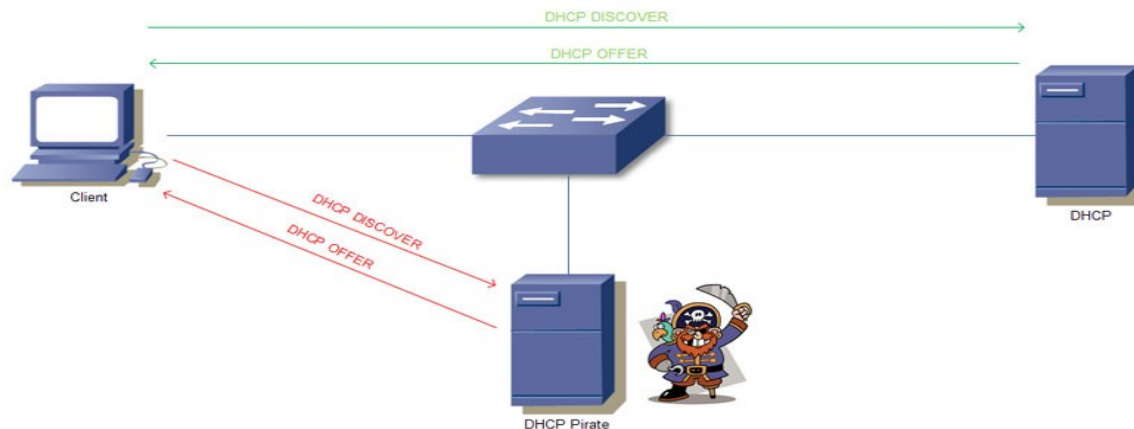 DHCP DISCOVER
DHCP OFFER
Client
DHCP
DHCP DISCOVER
DHCP OFFER
DHCP Pirate